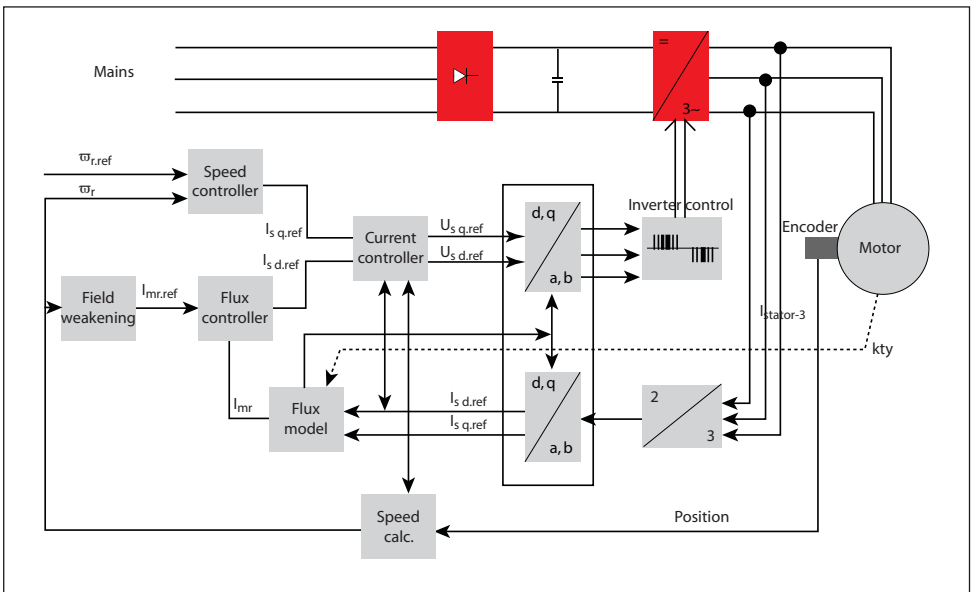 Mains
=
3~
ϖr.ref
ϖr
Speed
controller
Is q.ref
Is d.ref
Current
controller
Us q.ref
Us d.ref
d, q
a, b
Inverter control
Encoder
Motor
Field
weakening
Imr.ref
Flux
controller
Istator-3
kty
Imr
Flux
model
Is d.ref
Is q.ref
d, q
a, b
2
3
Speed
calc.
Position